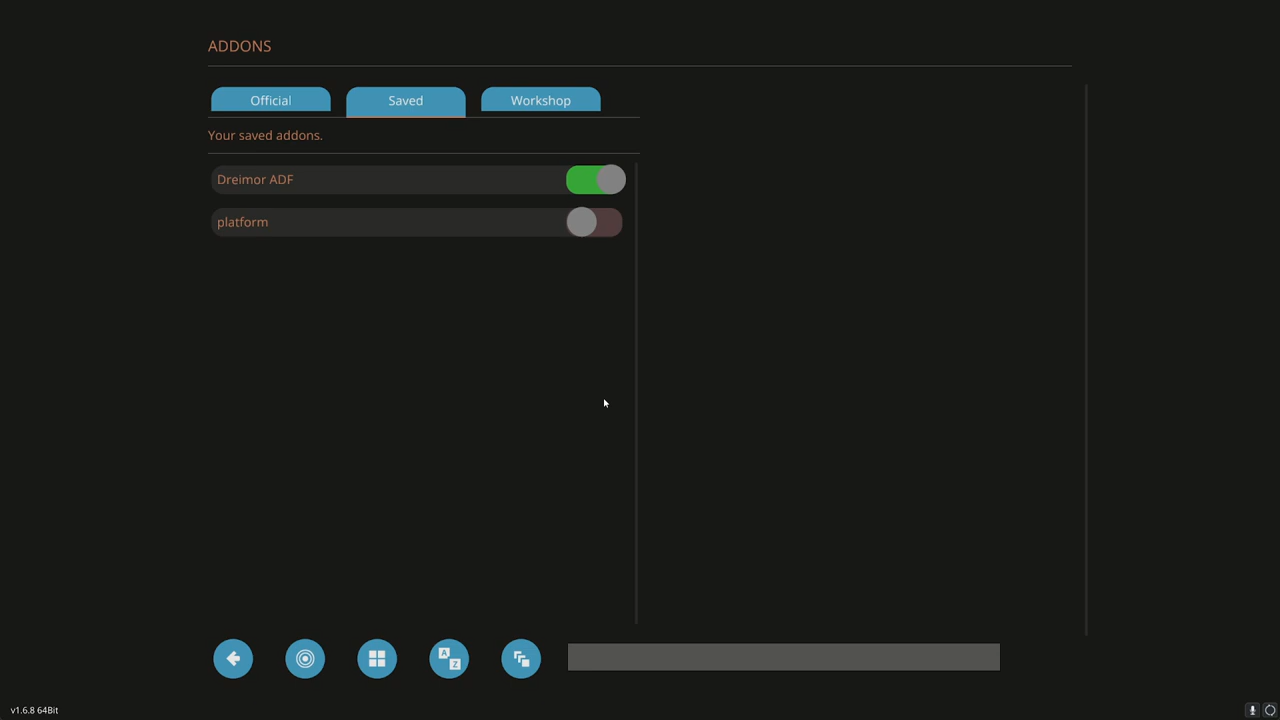 ADDONS
Official
Saved
Workshop
Your saved addons.
Dreimor ADF
platform
A
Z
v1.6.8 64Bit